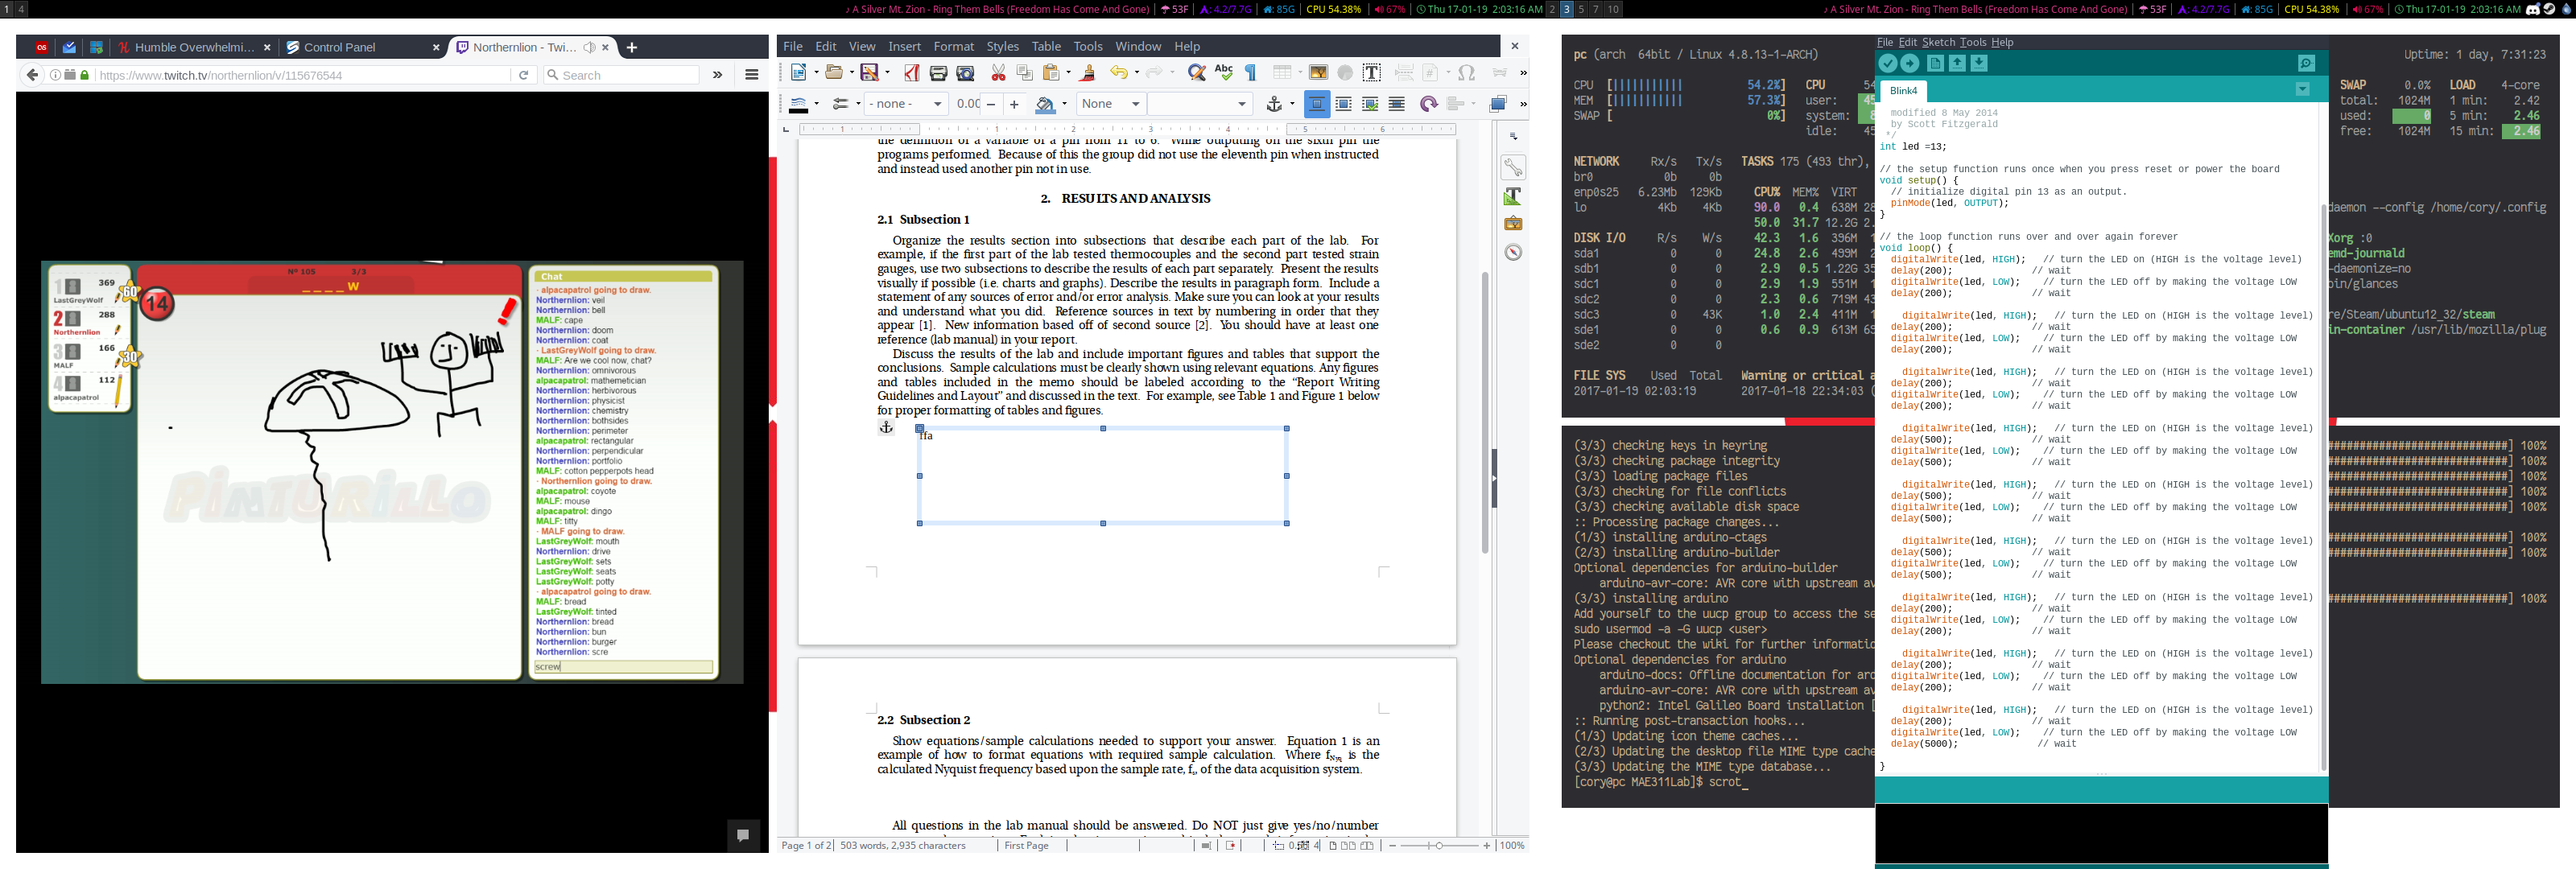 1 4
♪ A Silver Mt. Zion - Ring Them Bells (Freedom Has Come And Gone) | 53F | 4.2/7.7G | 85G | CPU 54.38% | 67% | Thu 17-01-19 2:03:16 AM
2 3 5 7 10
♪ A Silver Mt. Zion - Ring Them Bells (Freedom Has Come And Gone) | 53F | 4.2/7.7G | 85G | CPU 54.38% | 67% | Thu 17-01-19 2:03:16 AM
Humble Overwhelmi... × Control Panel × Northernlion - Twi... × +
https://www.twitch.tv/northernlion/v/115676544
Search
Nº 105 3/3
_ _ _ _ W
14
1 369
LastGreyWolf
60
2 288
Northernlion
3 166
MALF
30
4 112
alpacapatrol
PINTURILLO
Chat
· alpacapatrol going to draw.
Northernlion: veil
Northernlion: bell
MALF: cape
Northernlion: doom
Northernlion: coat
· LastGreyWolf going to draw.
MALF: Are we cool now, chat?
Northernlion: omnivorous
alpacapatrol: mathemetician
Northernlion: herbivorous
Northernlion: physicist
Northernlion: chemistry
Northernlion: bothsides
Northernlion: perimeter
alpacapatrol: rectangular
Northernlion: perpendicular
Northernlion: portfolio
MALF: cotton pepperpots head
· Northernlion going to draw.
alpacapatrol: coyote
MALF: mouse
alpacapatrol: dingo
MALF: titty
· MALF going to draw.
LastGreyWolf: mouth
Northernlion: drive
LastGreyWolf: sets
LastGreyWolf: seats
LastGreyWolf: potty
· alpacapatrol going to draw.
MALF: bread
LastGreyWolf: tinted
Northernlion: bread
Northernlion: bun
Northernlion: burger
Northernlion: scre
screw
File Edit View Insert Format Styles Table Tools Window Help
- none - 0.00 None
programs performed. Because of this the group did not use the eleventh pin when instructed
and instead used another pin not in use.
2. RESULTS AND ANALYSIS
2.1 Subsection 1
Organize the results section into subsections that describe each part of the lab. For
example, if the first part of the lab tested thermocouples and the second part tested strain
gauges, use two subsections to describe the results of each part separately. Present the results
visually if possible (i.e. charts and graphs). Describe the results in paragraph form. Include a
statement of any sources of error and/or error analysis. Make sure you can look at your results
and understand what you did. Reference sources in text by numbering in order that they
appear [1]. New information based off of second source [2]. You should have at least one
reference (lab manual) in your report.
Discuss the results of the lab and include important figures and tables that support the
conclusions. Sample calculations must be clearly shown using relevant equations. Any figures
and tables included in the memo should be labeled according to the “Report Writing
Guidelines and Layout” and discussed in the text. For example, see Table 1 and Figure 1 below
for proper formatting of tables and figures.
ffa
2.2 Subsection 2
Show equations/sample calculations needed to support your answer. Equation 1 is an
example of how to format equations with required sample calculation. Where fNyq is the
calculated Nyquist frequency based upon the sample rate, fs, of the data acquisition system.
All questions in the lab manual should be answered. Do NOT just give yes/no/number
Page 1 of 2 503 words, 2,935 characters First Page 100%
pc (arch 64bit / Linux 4.8.13-1-ARCH) Uptime: 1 day, 7:31:23
CPU [||||||||||| 54.2%] CPU 54 SWAP 0.0% LOAD 4-core
MEM [||||||||||| 57.3%] user: 45 total: 1024M 1 min: 2.42
SWAP [ 0%] system: 8 used: 0 5 min: 2.46
idle: 45 free: 1024M 15 min: 2.46
NETWORK Rx/s Tx/s TASKS 175 (493 thr),
br0 0b 0b
enp0s25 6.23Mb 129Kb CPU% MEM% VIRT
lo 4Kb 4Kb 90.0 0.4 638M 28 daemon --config /home/cory/.config
50.0 31.7 12.2G 2.
DISK I/O R/s W/s 42.3 1.6 396M Xorg :0
sda1 0 0 24.8 2.6 499M 2 emd-journald
sdb1 0 0 2.9 0.5 1.22G 35 -daemonize=no
sdc1 0 0 2.9 1.9 551M 1 bin/glances
sdc2 0 0 2.3 0.6 719M 43
sdc3 0 43K 1.0 2.4 411M 1 re/Steam/ubuntu12_32/steam
sde1 0 0 0.6 0.9 613M 65 in-container /usr/lib/mozilla/plug
sde2 0 0
FILE SYS Used Total Warning or critical a
2017-01-19 02:03:19 2017-01-18 22:34:03 (
(3/3) checking keys in keyring ############################] 100%
(3/3) checking package integrity ############################] 100%
(3/3) loading package files ############################] 100%
(3/3) checking for file conflicts ############################] 100%
(3/3) checking available disk space ############################] 100%
:: Processing package changes...
(1/3) installing arduino-ctags ############################] 100%
(2/3) installing arduino-builder ############################] 100%
Optional dependencies for arduino-builder
arduino-avr-core: AVR core with upstream av
(3/3) installing arduino ############################] 100%
Add yourself to the uucp group to access the se
sudo usermod -a -G uucp <user>
Please checkout the wiki for further informatic
Optional dependencies for arduino
arduino-docs: Offline documentation for ard
arduino-avr-core: AVR core with upstream av
python2: Intel Galileo Board installation [
:: Running post-transaction hooks...
(1/3) Updating icon theme caches...
(2/3) Updating the desktop file MIME type cache
(3/3) Updating the MIME type database...
[cory@pc MAE311Lab]$ scrot_
File Edit Sketch Tools Help
Blink4
modified 8 May 2014
by Scott Fitzgerald
*/
int led =13;
// the setup function runs once when you press reset or power the board
void setup() {
// initialize digital pin 13 as an output.
pinMode(led, OUTPUT);
}
// the loop function runs over and over again forever
void loop() {
digitalWrite(led, HIGH); // turn the LED on (HIGH is the voltage level)
delay(200); // wait
digitalWrite(led, LOW); // turn the LED off by making the voltage LOW
delay(200); // wait
digitalWrite(led, HIGH); // turn the LED on (HIGH is the voltage level)
delay(200); // wait
digitalWrite(led, LOW); // turn the LED off by making the voltage LOW
delay(200); // wait
digitalWrite(led, HIGH); // turn the LED on (HIGH is the voltage level)
delay(200); // wait
digitalWrite(led, LOW); // turn the LED off by making the voltage LOW
delay(200); // wait
digitalWrite(led, HIGH); // turn the LED on (HIGH is the voltage level)
delay(500); // wait
digitalWrite(led, LOW); // turn the LED off by making the voltage LOW
delay(500); // wait
digitalWrite(led, HIGH); // turn the LED on (HIGH is the voltage level)
delay(500); // wait
digitalWrite(led, LOW); // turn the LED off by making the voltage LOW
delay(500); // wait
digitalWrite(led, HIGH); // turn the LED on (HIGH is the voltage level)
delay(500); // wait
digitalWrite(led, LOW); // turn the LED off by making the voltage LOW
delay(500); // wait
digitalWrite(led, HIGH); // turn the LED on (HIGH is the voltage level)
delay(200); // wait
digitalWrite(led, LOW); // turn the LED off by making the voltage LOW
delay(200); // wait
digitalWrite(led, HIGH); // turn the LED on (HIGH is the voltage level)
delay(200); // wait
digitalWrite(led, LOW); // turn the LED off by making the voltage LOW
delay(200); // wait
digitalWrite(led, HIGH); // turn the LED on (HIGH is the voltage level)
delay(200); // wait
digitalWrite(led, LOW); // turn the LED off by making the voltage LOW
delay(5000); // wait
}